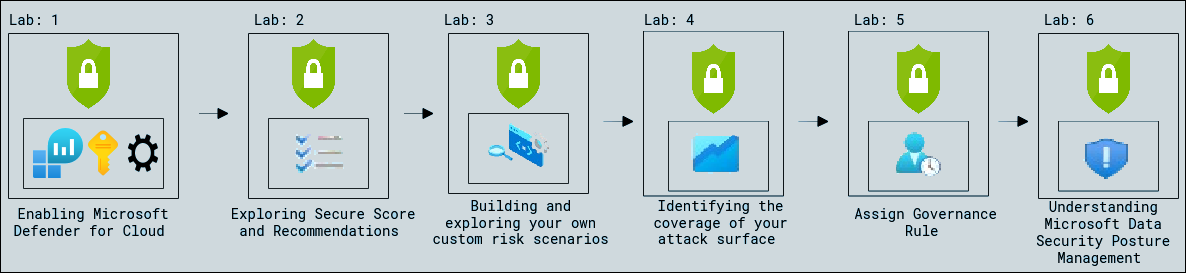 Lab: 1
Enabling Microsoft
Defender for Cloud
Lab: 2
Exploring Secure Score
and Recommendations
Lab: 3
Building and
exploring your own
custom risk scenarios
Lab: 4
Identifying the
coverage of your
attack surface
Lab: 5
Assign Governance
Rule
Lab: 6
Understanding
Microsoft Data
Security Posture
Management